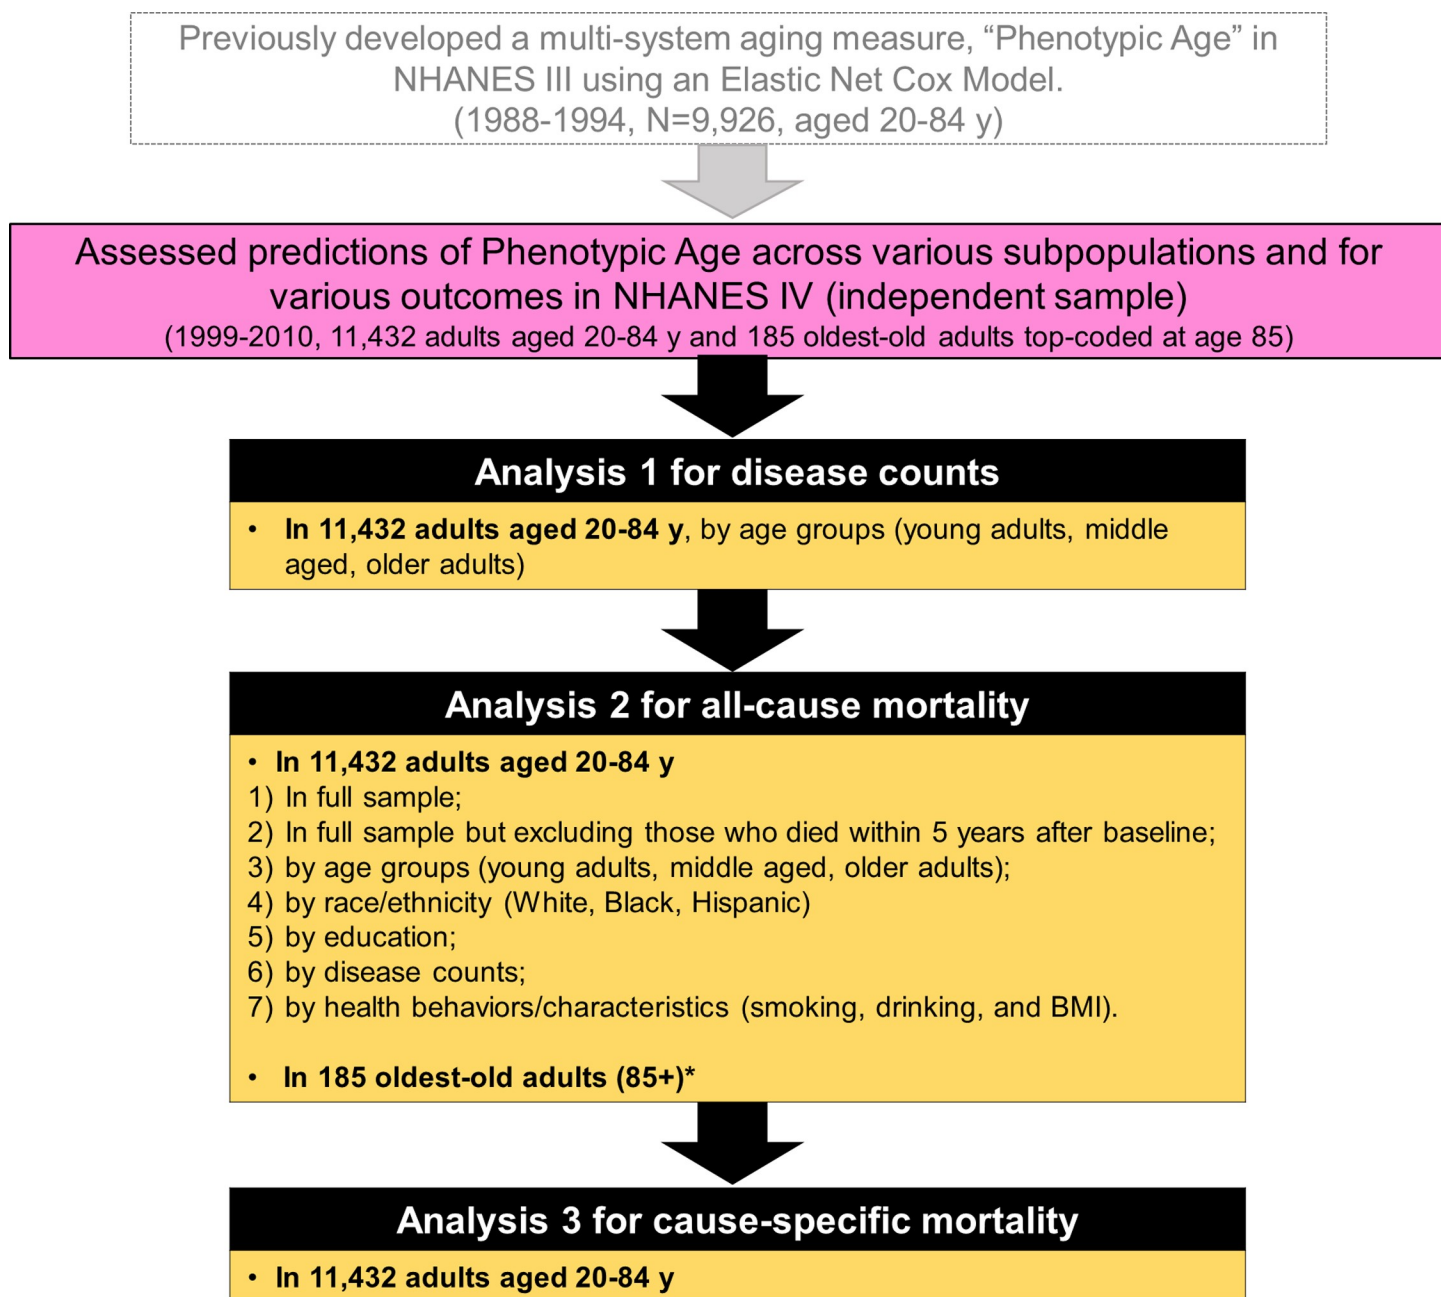 Previously developed a multi-system aging measure, “Phenotypic Age” in
NHANES III using an Elastic Net Cox Model.
(1988-1994, N=9,926, aged 20-84 y)
Assessed predictions of Phenotypic Age across various subpopulations and for
various outcomes in NHANES IV (independent sample)
(1999-2010, 11,432 adults aged 20-84 y and 185 oldest-old adults top-coded at age 85)
Analysis 1 for disease counts
• In 11,432 adults aged 20-84 y, by age groups (young adults, middle
aged, older adults)
Analysis 2 for all-cause mortality
• In 11,432 adults aged 20-84 y
1) In full sample;
2) In full sample but excluding those who died within 5 years after baseline;
3) by age groups (young adults, middle aged, older adults);
4) by race/ethnicity (White, Black, Hispanic)
5) by education;
6) by disease counts;
7) by health behaviors/characteristics (smoking, drinking, and BMI).
• In 185 oldest-old adults (85+)*
Analysis 3 for cause-specific mortality
• In 11,432 adults aged 20-84 y